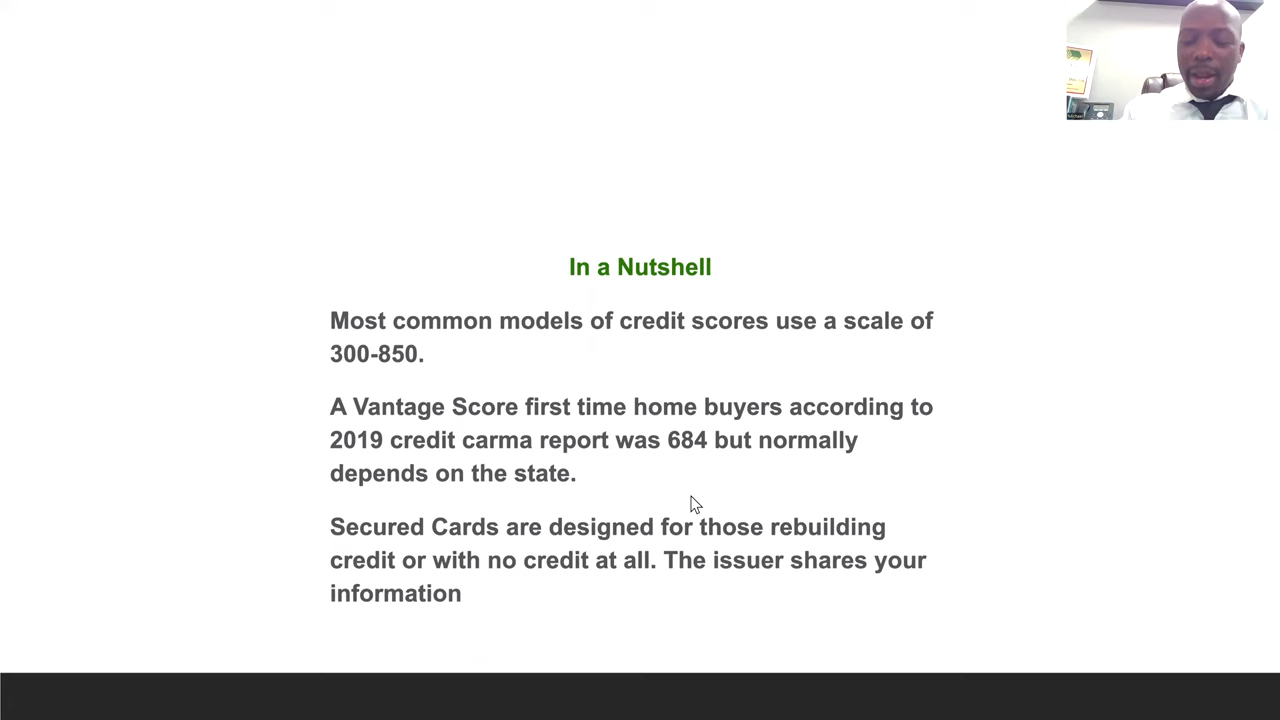 In a Nutshell
Most common models of credit scores use a scale of
300-850.
A Vantage Score first time home buyers according to
2019 credit carma report was 684 but normally
depends on the state.
Secured Cards are designed for those rebuilding
credit or with no credit at all. The issuer shares your
information